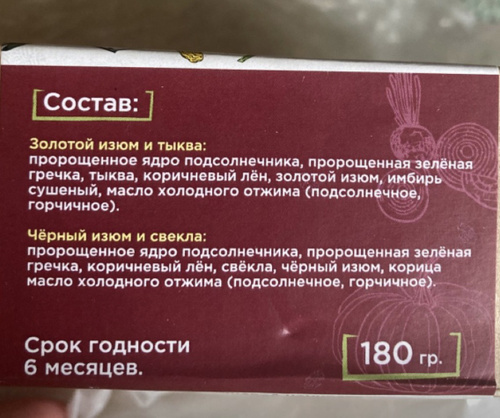 Состав:
Золотой изюм и тыква:
пророщенное ядро подсолнечника, пророщенная зелёная
гречка, тыква, коричневый лён, золотой изюм, имбирь
сушеный, масло холодного отжима (подсолнечное,
горчичное).
Чёрный изюм и свекла:
пророщенное ядро подсолнечника, пророщенная зелёная
гречка, коричневый лён, свёкла, чёрный изюм, корица
масло холодного отжима (подсолнечное, горчичное).
Срок годности
6 месяцев.
180 гр.